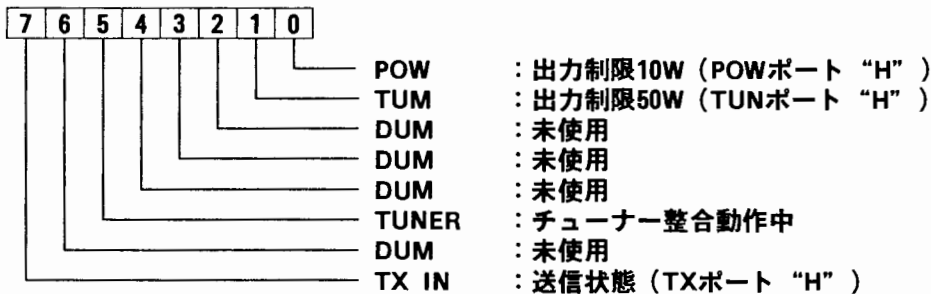 7 6 5 4 3 2 1 0
POW ：出力制限10W（POWポート “H” ）
TUM ：出力制限50W（TUNポート “H” ）
DUM ：未使用
DUM ：未使用
DUM ：未使用
TUNER ：チューナー整合動作中
DUM ：未使用
TX IN ：送信状態（TXポート “H” ）